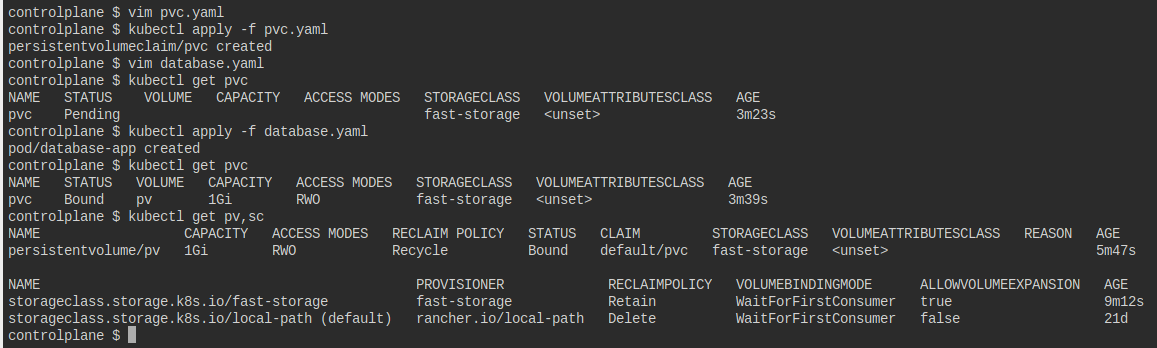 controlplane $ vim pvc.yaml
controlplane $ kubectl apply -f pvc.yaml
persistentvolumeclaim/pvc created
controlplane $ vim database.yaml
controlplane $ kubectl get pvc
NAME   STATUS    VOLUME   CAPACITY   ACCESS MODES   STORAGECLASS   VOLUMEATTRIBUTESCLASS   AGE
pvc    Pending                                      fast-storage   <unset>                 3m23s
controlplane $ kubectl apply -f database.yaml
pod/database-app created
controlplane $ kubectl get pvc
NAME   STATUS   VOLUME   CAPACITY   ACCESS MODES   STORAGECLASS   VOLUMEATTRIBUTESCLASS   AGE
pvc    Bound    pv       1Gi        RWO            fast-storage   <unset>                 3m39s
controlplane $ kubectl get pv,sc
NAME                  CAPACITY   ACCESS MODES   RECLAIM POLICY   STATUS   CLAIM         STORAGECLASS   VOLUMEATTRIBUTESCLASS   REASON   AGE
persistentvolume/pv   1Gi        RWO            Recycle          Bound    default/pvc   fast-storage   <unset>                          5m47s
NAME                                               PROVISIONER             RECLAIMPOLICY   VOLUMEBINDINGMODE      ALLOWVOLUMEEXPANSION   AGE
storageclass.storage.k8s.io/fast-storage           fast-storage            Retain          WaitForFirstConsumer   true                   9m12s
storageclass.storage.k8s.io/local-path (default)   rancher.io/local-path   Delete          WaitForFirstConsumer   false                  21d
controlplane $